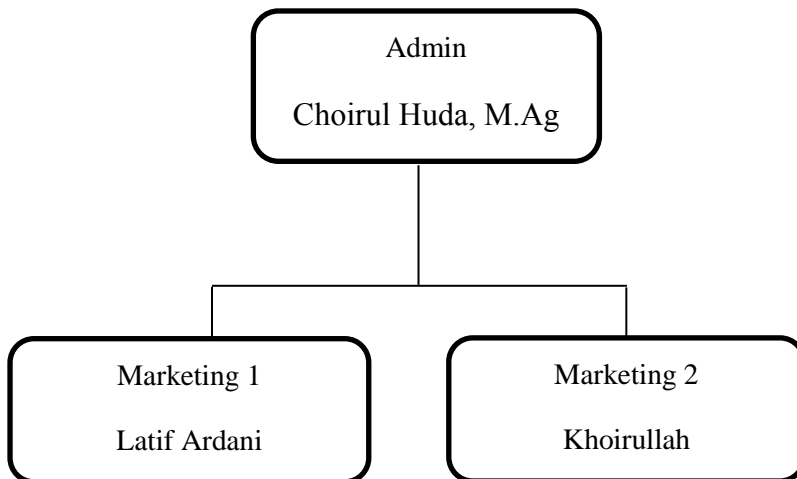 Admin
Choirul Huda, M.Ag
Marketing 1
Latif Ardani
Marketing 2
Khoirullah